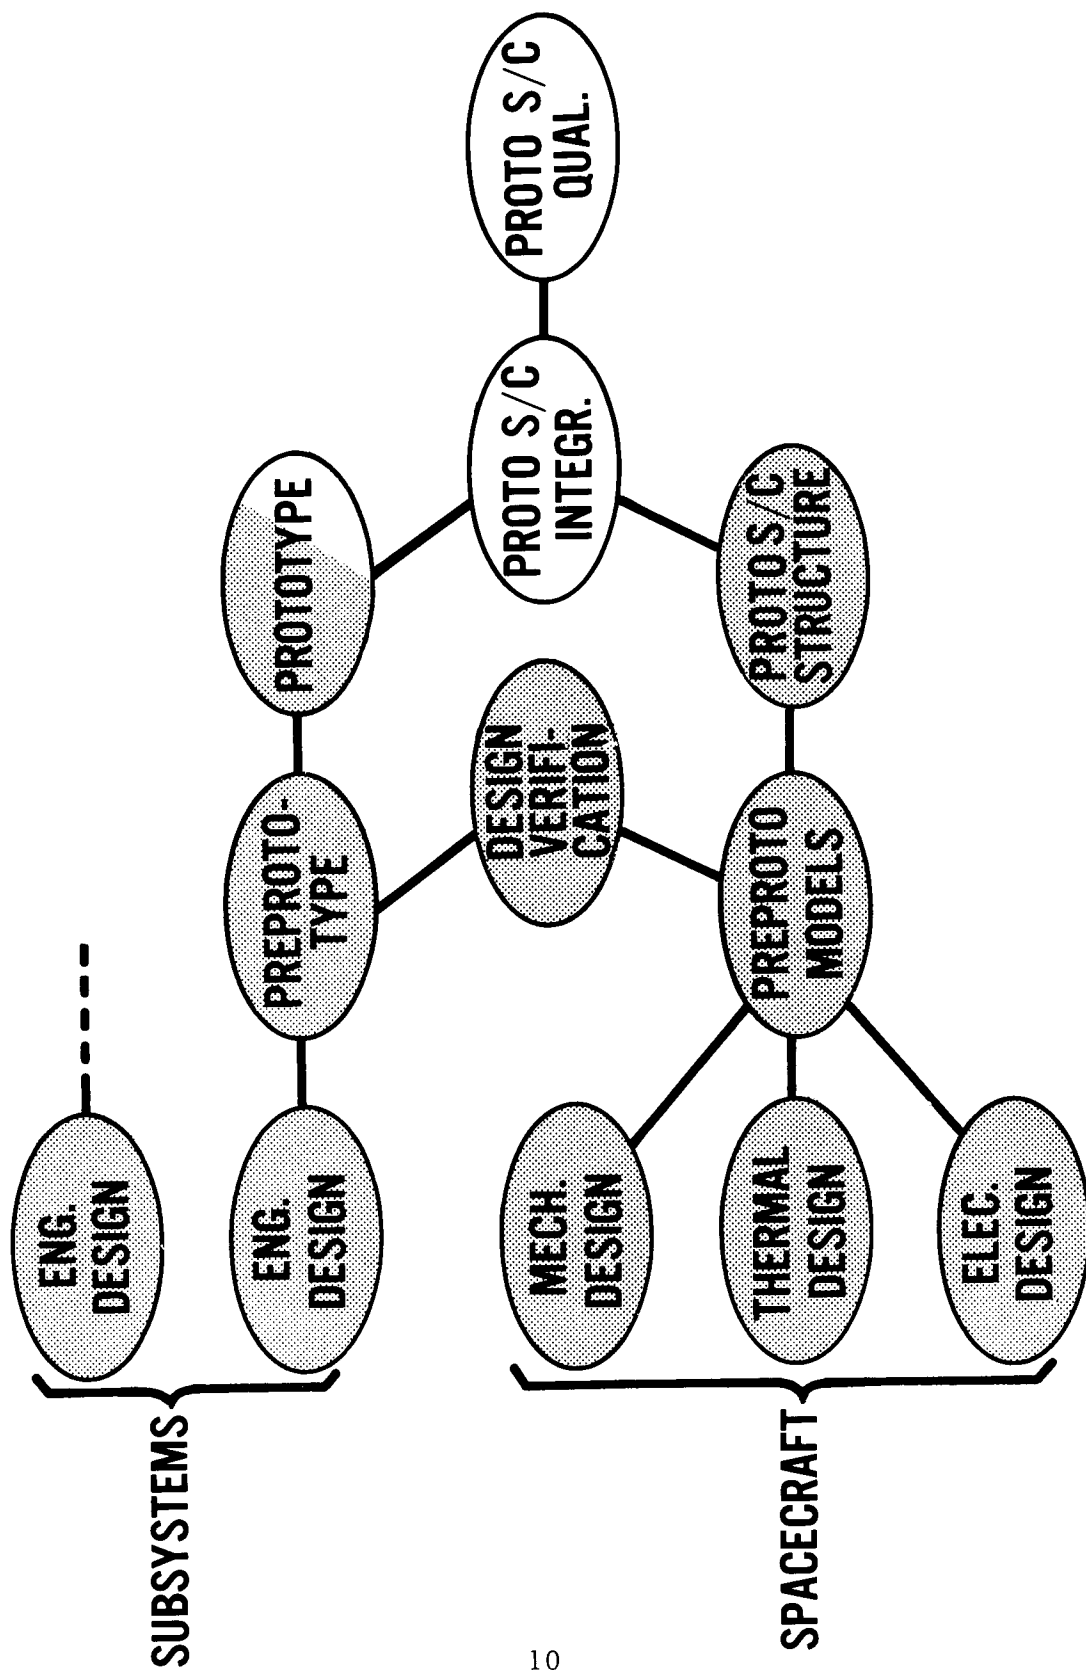 SUBSYSTEMS
ENG.
DESIGN
ENG.
DESIGN
PREPROTO-
TYPE
PROTOTYPE
DESIGN
VERIFI-
CATION
PROTO S/C
INTEGR.
PROTO S/C
QUAL.
SPACECRAFT
MECH.
DESIGN
THERMAL
DESIGN
ELEC.
DESIGN
PREPROTO
MODELS
PROTO S/C
STRUCTURE
10